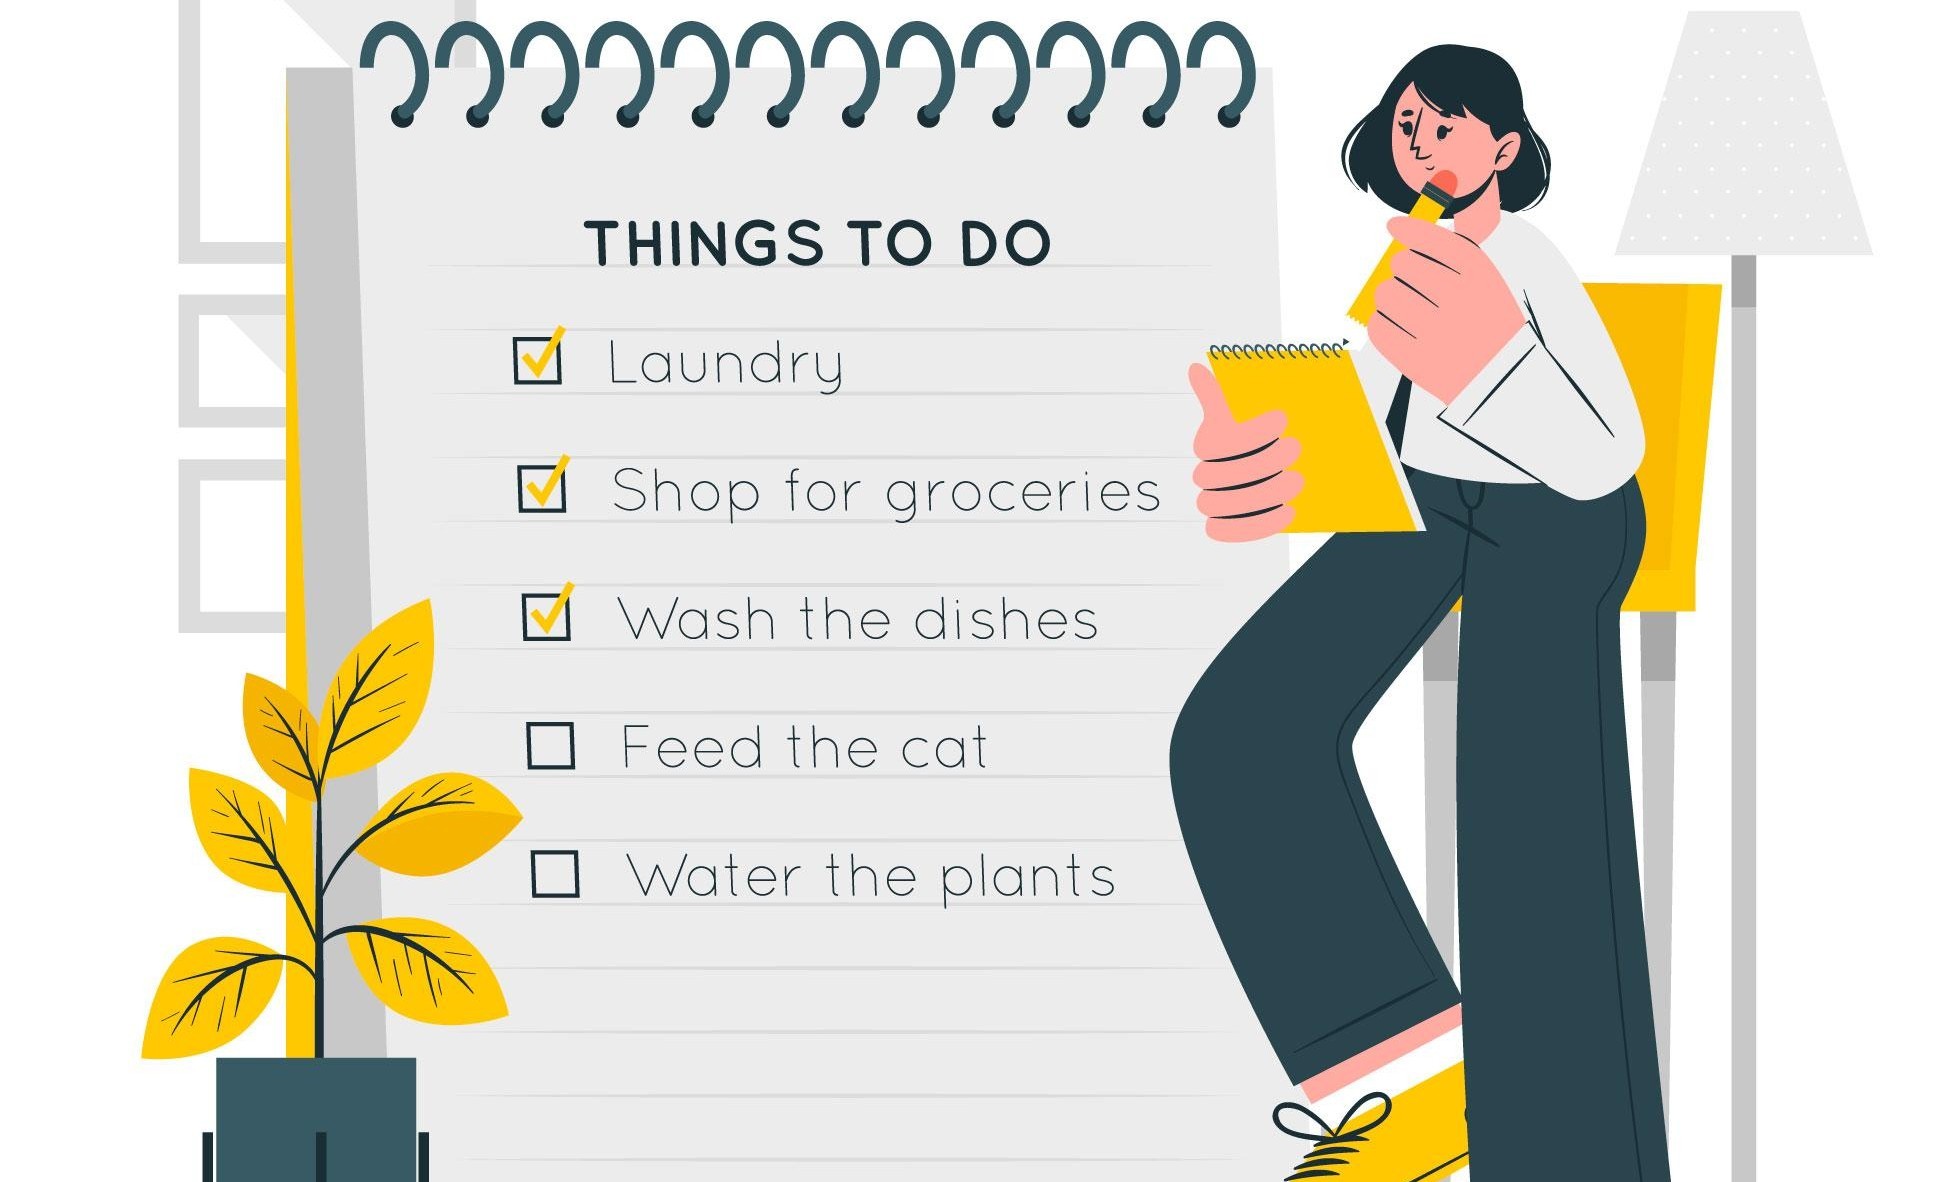 THINGS TO DO
Laundry
Shop for groceries
Wash the dishes
Feed the cat
Water the plants